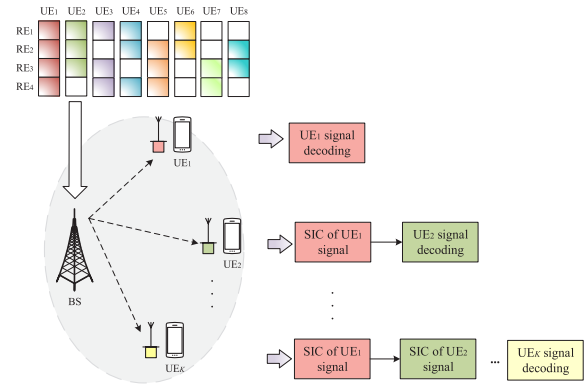 UE1 UE2 UE3 UE4 UE5 UE6 UE7 UE8
RE1
RE2
RE3
RE4
UE1
UE1 signal
decoding
BS
UE2
SIC of UE1
signal
UE2 signal
decoding
UEK
SIC of UE1
signal
SIC of UE2
signal
...
UEK signal
decoding